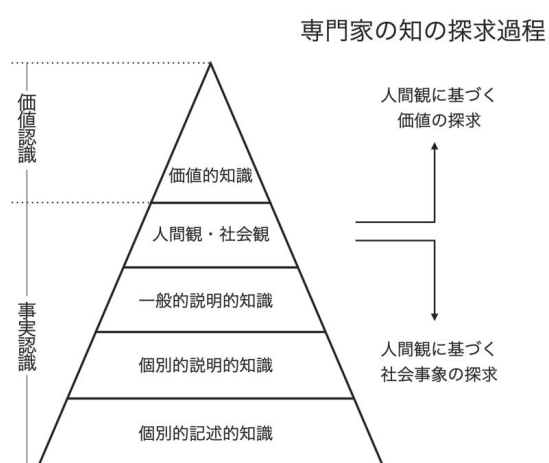 専門家の知の探求過程
価値認識
事実認識
価値的知識
人間観・社会観
一般的説明的知識
個別的説明的知識
個別的記述的知識
人間観に基づく
価値の探求
人間観に基づく
社会事象の探求